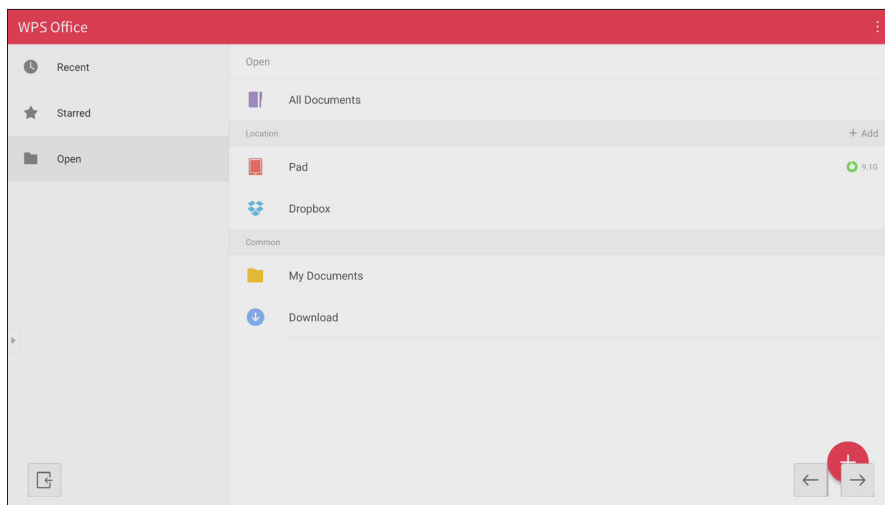 WPS Office
Recent
Starred
Open
Open
All Documents
Location
+ Add
Pad
9.1G
Dropbox
Common
My Documents
Download